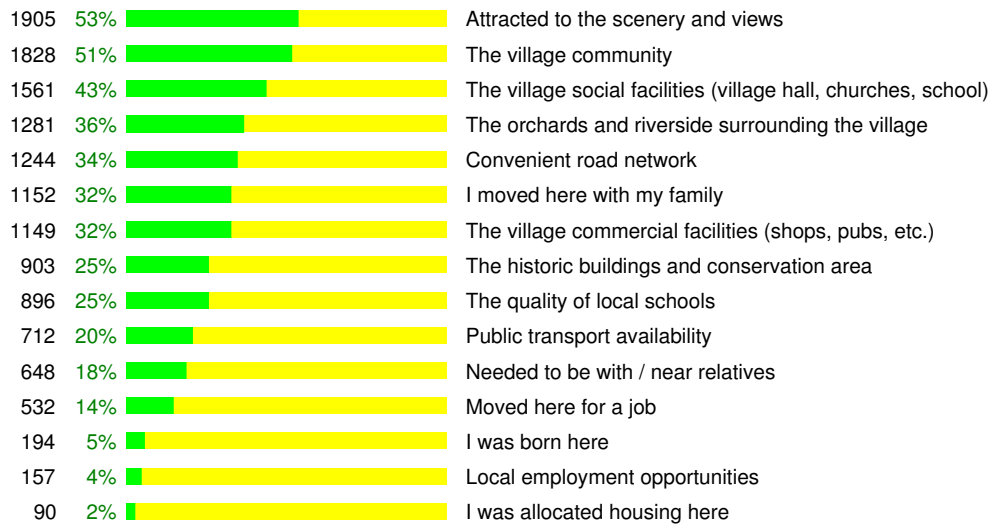 1905 53% Attracted to the scenery and views
1828 51% The village community
1561 43% The village social facilities (village hall, churches, school)
1281 36% The orchards and riverside surrounding the village
1244 34% Convenient road network
1152 32% I moved here with my family
1149 32% The village commercial facilities (shops, pubs, etc.)
903 25% The historic buildings and conservation area
896 25% The quality of local schools
712 20% Public transport availability
648 18% Needed to be with / near relatives
532 14% Moved here for a job
194 5% I was born here
157 4% Local employment opportunities
90 2% I was allocated housing here